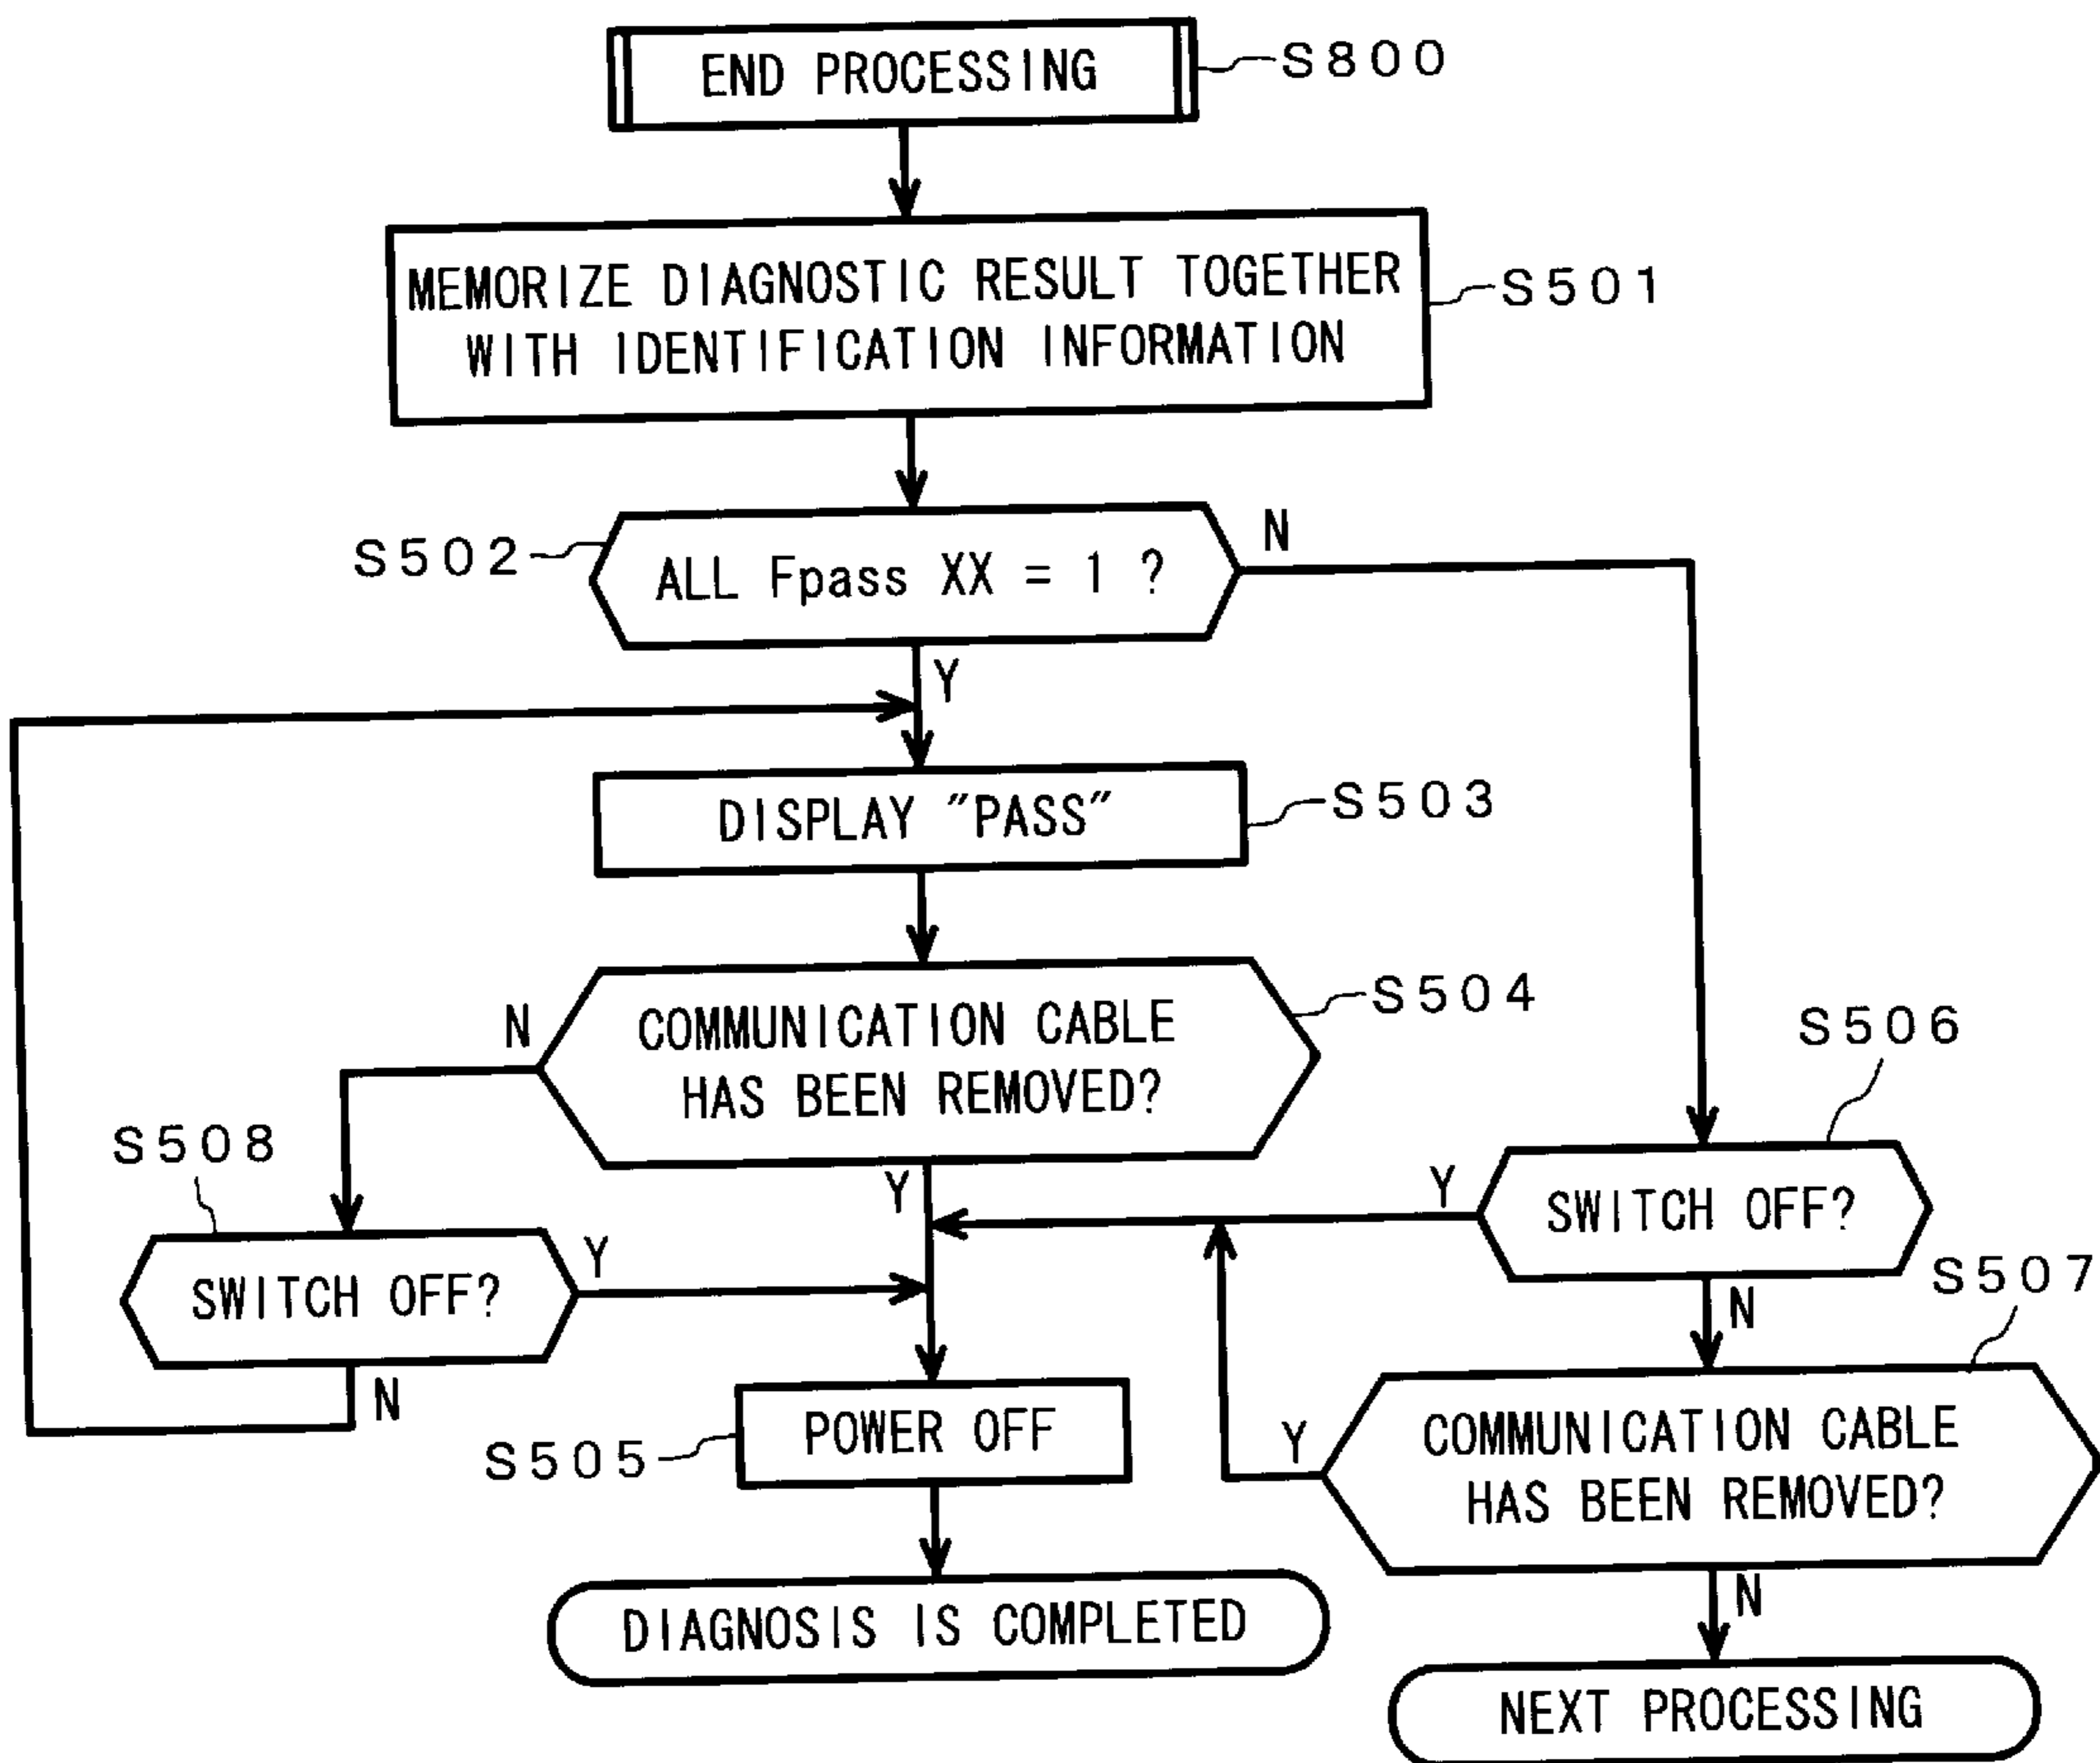 END PROCESSING
S800
MEMORIZE DIAGNOSTIC RESULT TOGETHER
WITH IDENTIFICATION INFORMATION
S501
S502
ALL Fpass XX = 1 ?
N
Y
DISPLAY "PASS"
S503
COMMUNICATION CABLE
HAS BEEN REMOVED?
S504
N
Y
S506
SWITCH OFF?
Y
N
S508
SWITCH OFF?
Y
N
S507
COMMUNICATION CABLE
HAS BEEN REMOVED?
Y
N
S505
POWER OFF
DIAGNOSIS IS COMPLETED
NEXT PROCESSING